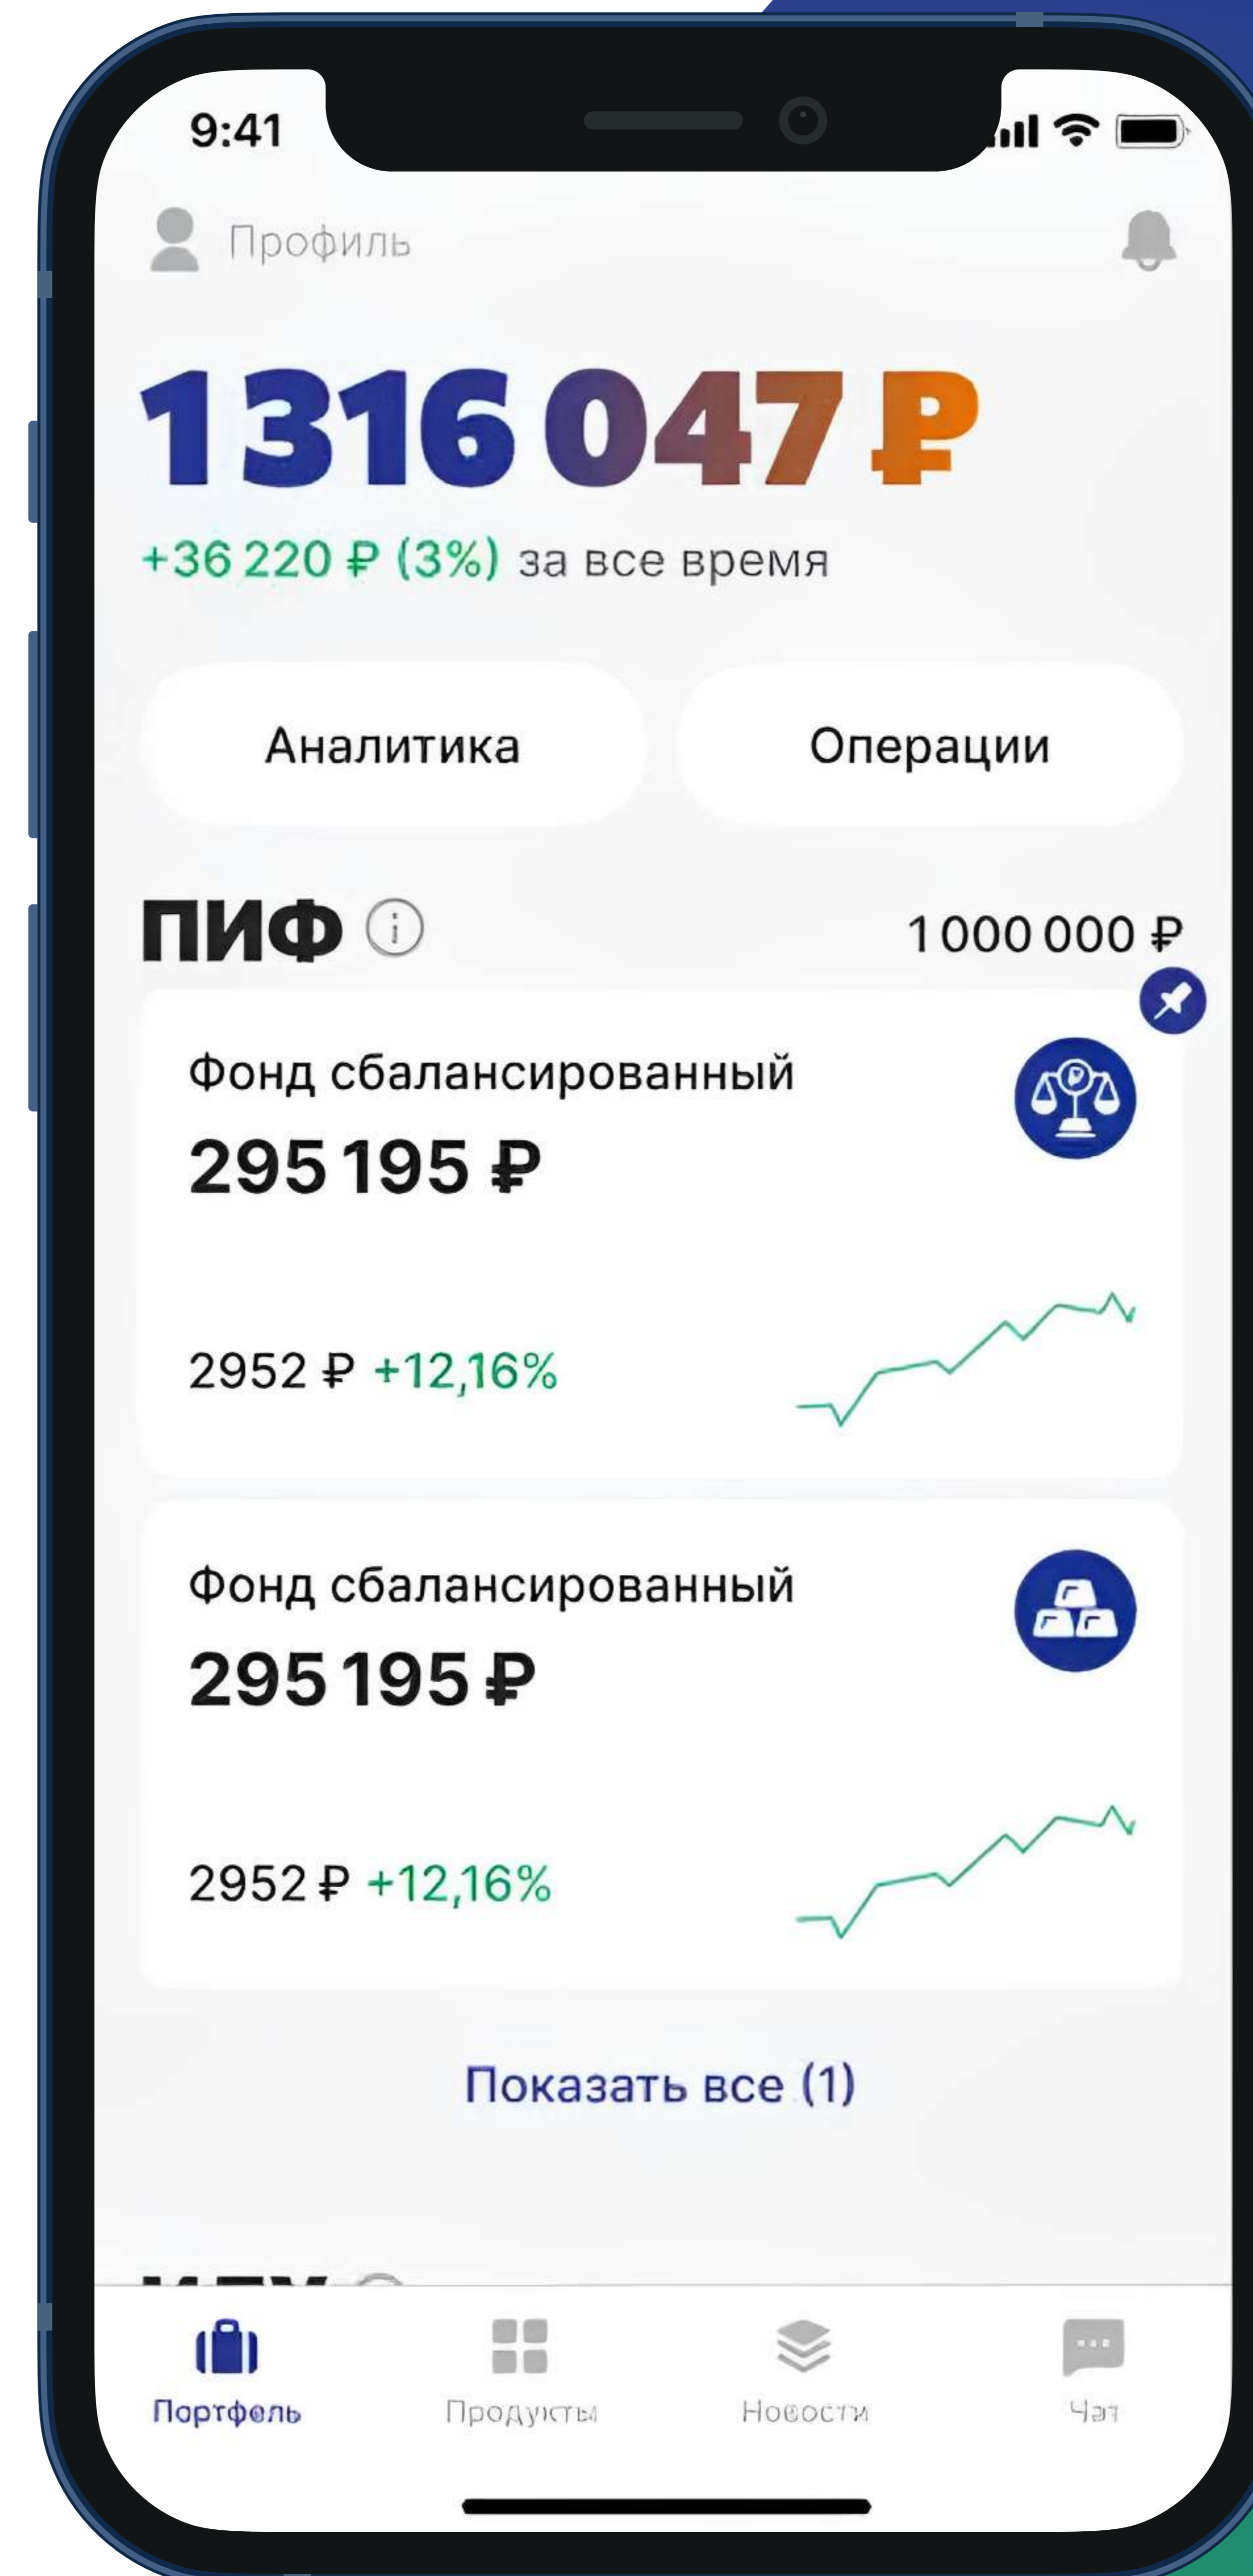 9:41
Профиль
1 316 047 ₽
+36 220 ₽ (3%) за все время
Аналитика
Операции
ПИФ
1 000 000 ₽
Фонд сбалансированный
295 195 ₽
2952 ₽ +12,16%
Фонд сбалансированный
295 195 ₽
2952 ₽ +12,16%
Показать все (1)
Портфель
Продукты
Новости
Чат